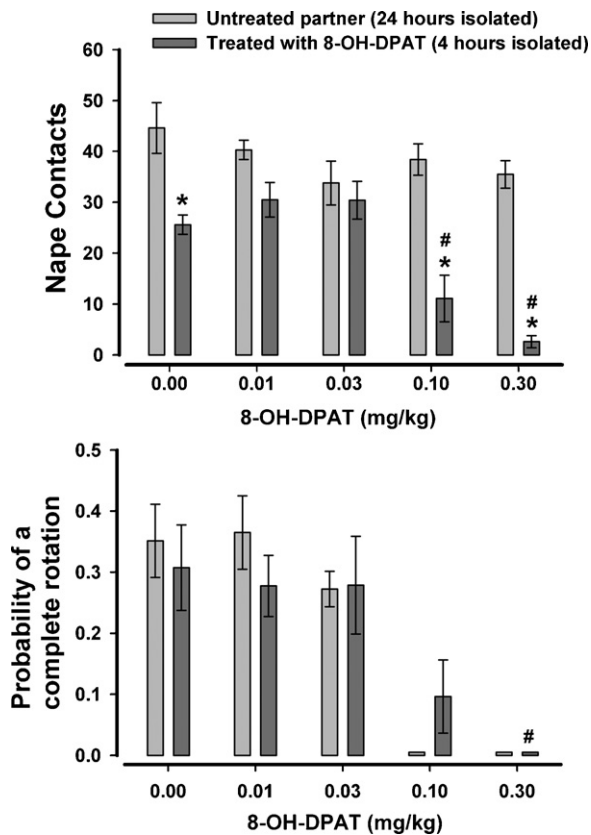 Untreated partner (24 hours isolated)
Treated with 8-OH-DPAT (4 hours isolated)
Nape Contacts
60
50
40
30
20
10
0
*
#
*
#
*
0.00 0.01 0.03 0.10 0.30
8-OH-DPAT (mg/kg)
Probability of a
complete rotation
0.5
0.4
0.3
0.2
0.1
0.0
#
0.00 0.01 0.03 0.10 0.30
8-OH-DPAT (mg/kg)